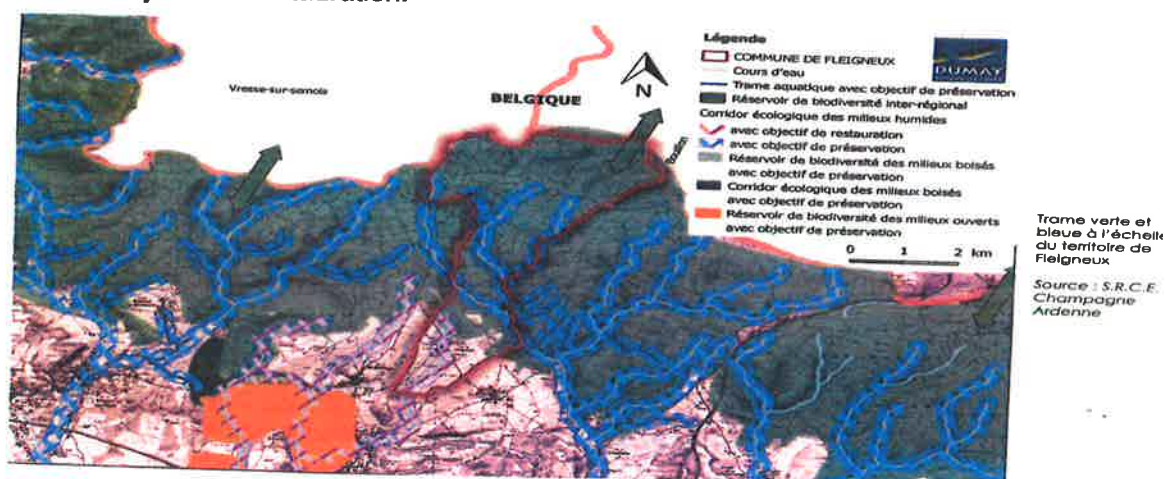 Vresse-sur-semois
BELGIQUE
N
Bouillon
Légende
COMMUNE DE FLEIGNEUX
Cours d'eau
Trame aquatique avec objectif de préservation
Réservoir de biodiversité inter-régional
Corridor écologique des milieux humides
avec objectif de restauration
avec objectif de préservation
Réservoir de biodiversité des milieux boisés
avec objectif de préservation
Corridor écologique des milieux boisés
avec objectif de préservation
Réservoir de biodiversité des milieux ouverts
avec objectif de préservation
0 1 2 km
DUMAY
Trame verte et
bleue à l'échelle
du territoire de
Fleigneux
Source : S.R.C.E.
Champagne
Ardenne